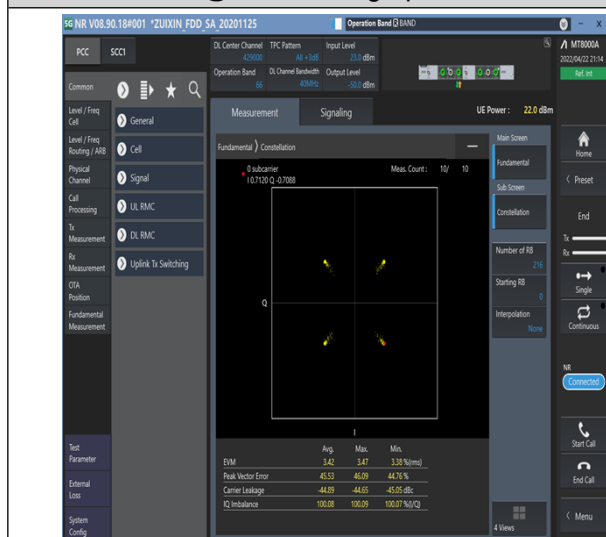 SG NR V08.90.18#001 *ZUIXIN_FDD_SA_20201125
Operation Band BAND
PCC
SCC1
DL Center Channel
429000
TPC Pattern
All +3dB
Input Level
23.0 dBm
Operation Band
66
DL Channel Bandwidth
40MHz
Output Level
-50.0 dBm
MT8000A
2022/04/22 21:14
Ref. Int
Common
Level / Freq
Cell
Level / Freq
Routing / ARB
Physical
Channel
Call
Processing
Tx
Measurement
Rx
Measurement
OTA
Position
Fundamental
Measurement
Test
Parameter
External
Loss
System
Config
General
Cell
Signal
UL RMC
DL RMC
Uplink Tx Switching
Measurement
Signaling
UE Power : 22.0 dBm
Fundamental 》 Constellation
0 subcarrier
I 0.7120 Q -0.7088
Meas. Count : 10/ 10
Q
I
Avg. Max. Min.
EVM 3.42 3.47 3.38 %(rms)
Peak Vector Error 45.53 46.09 44.76 %
Carrier Leakage -44.89 -44.65 -45.05 dBc
IQ Imbalance 100.08 100.09 100.07 %(I/Q)
Main Screen
Fundamental
Sub Screen
Constellation
Number of RB
216
Starting RB
0
Interpolation
None
4 Views
Home
Preset
End
Tx
Rx
Single
Continuous
NR
Connected
Start Call
End Call
Menu